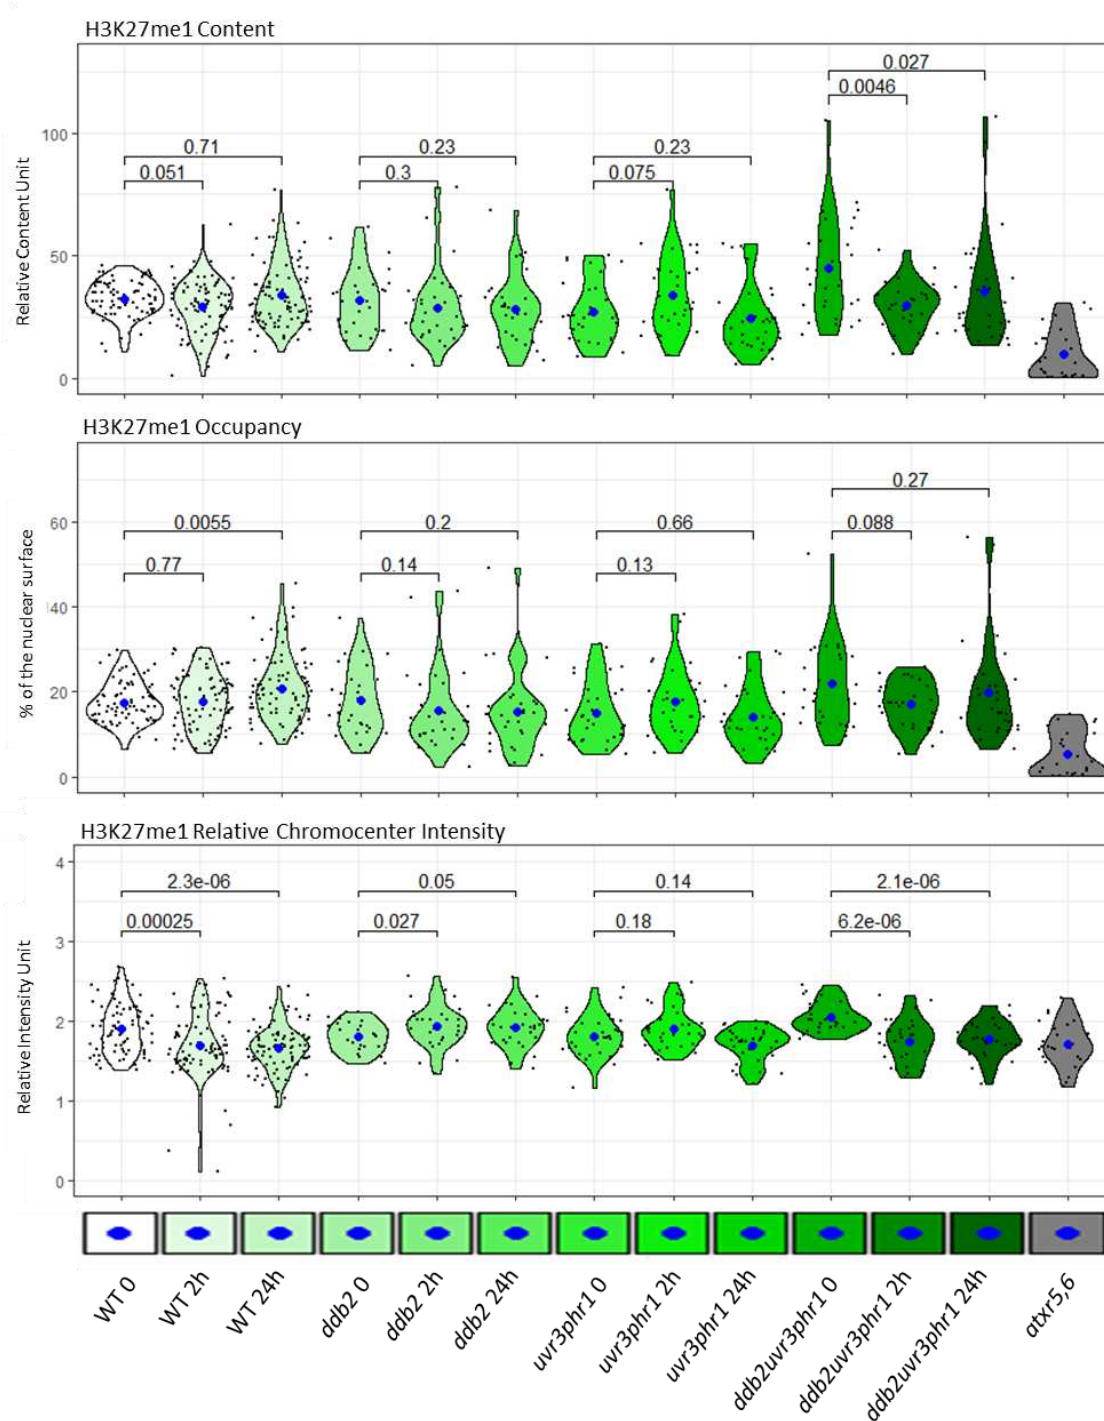 H3K27me1 Content
0.027
0.0046
0.71
0.23
0.23
0.051
0.3
0.075
Relative Content Unit
100
50
0
H3K27me1 Occupancy
0.27
0.0055
0.2
0.66
0.088
0.77
0.14
0.13
% of the nuclear surface
60
40
20
0
H3K27me1 Relative Chromocenter Intensity
2.3e-06
0.05
0.14
2.1e-06
0.00025
0.027
0.18
6.2e-06
Relative Intensity Unit
4
3
2
1
0
WT 0
WT 2h
WT 24h
ddb2 0
ddb2 2h
ddb2 24h
uvr3phr1 0
uvr3phr1 2h
uvr3phr1 24h
ddb2uvr3phr1 0
ddb2uvr3phr1 2h
ddb2uvr3phr1 24h
atxr5,6